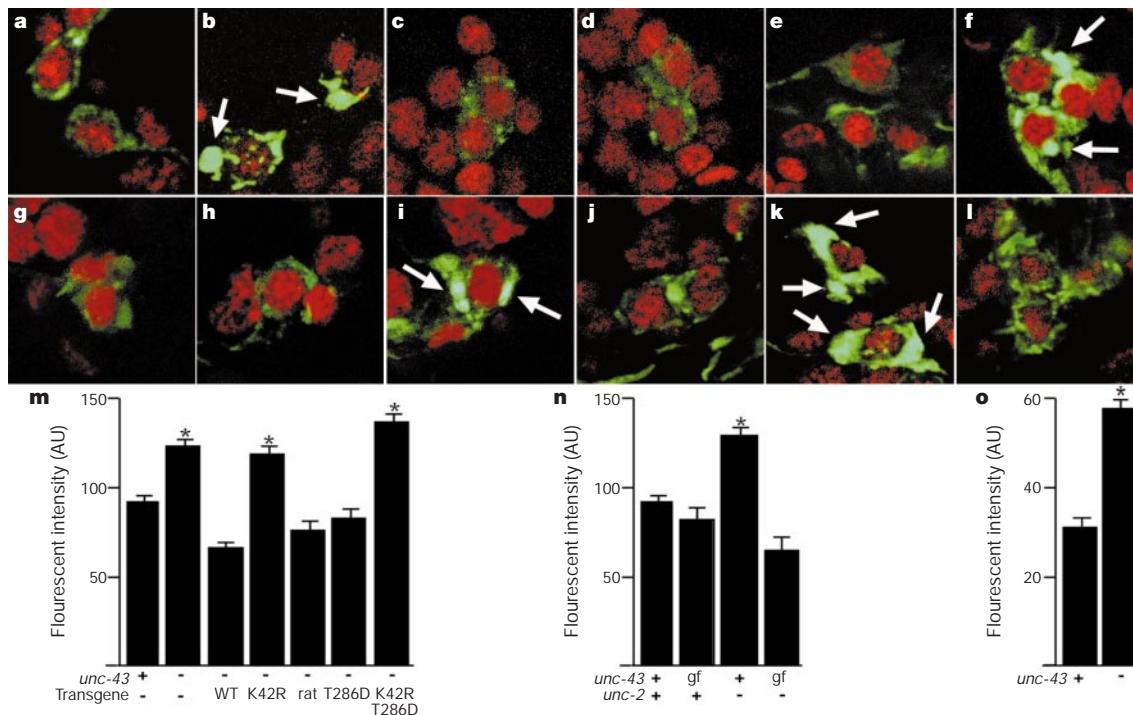 a b c d e f
g h i j k l
m n o
Flourescent intensity (AU)
150
100
50
unc-43 + - - - - - -
Transgene - - WT K42R rat T286D K42R
T286D
* * *
Flourescent intensity (AU)
150
100
50
*
unc-43 + gf + gf
unc-2 + + - -
Flourescent intensity (AU)
60
40
20
*
unc-43 + -